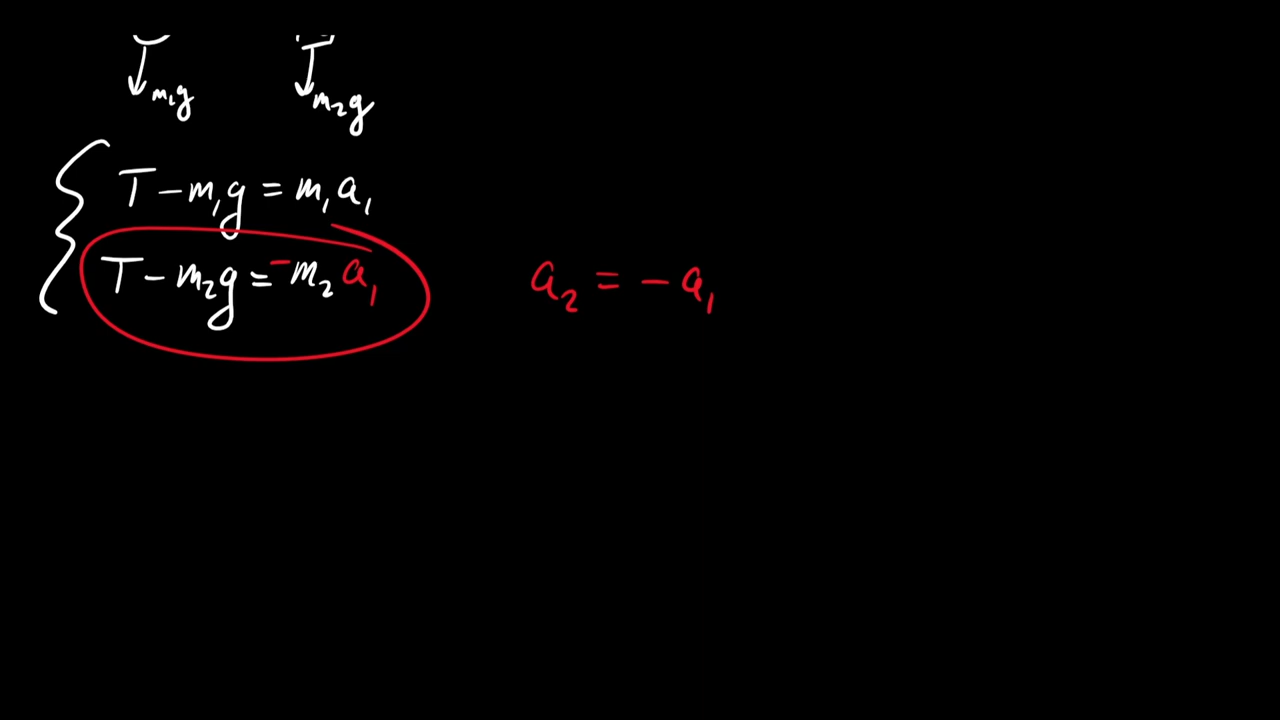 m₁g m₂g
T - m₁g = m₁a₁
T - m₂g = -m₂a₁ a₂ = -a₁